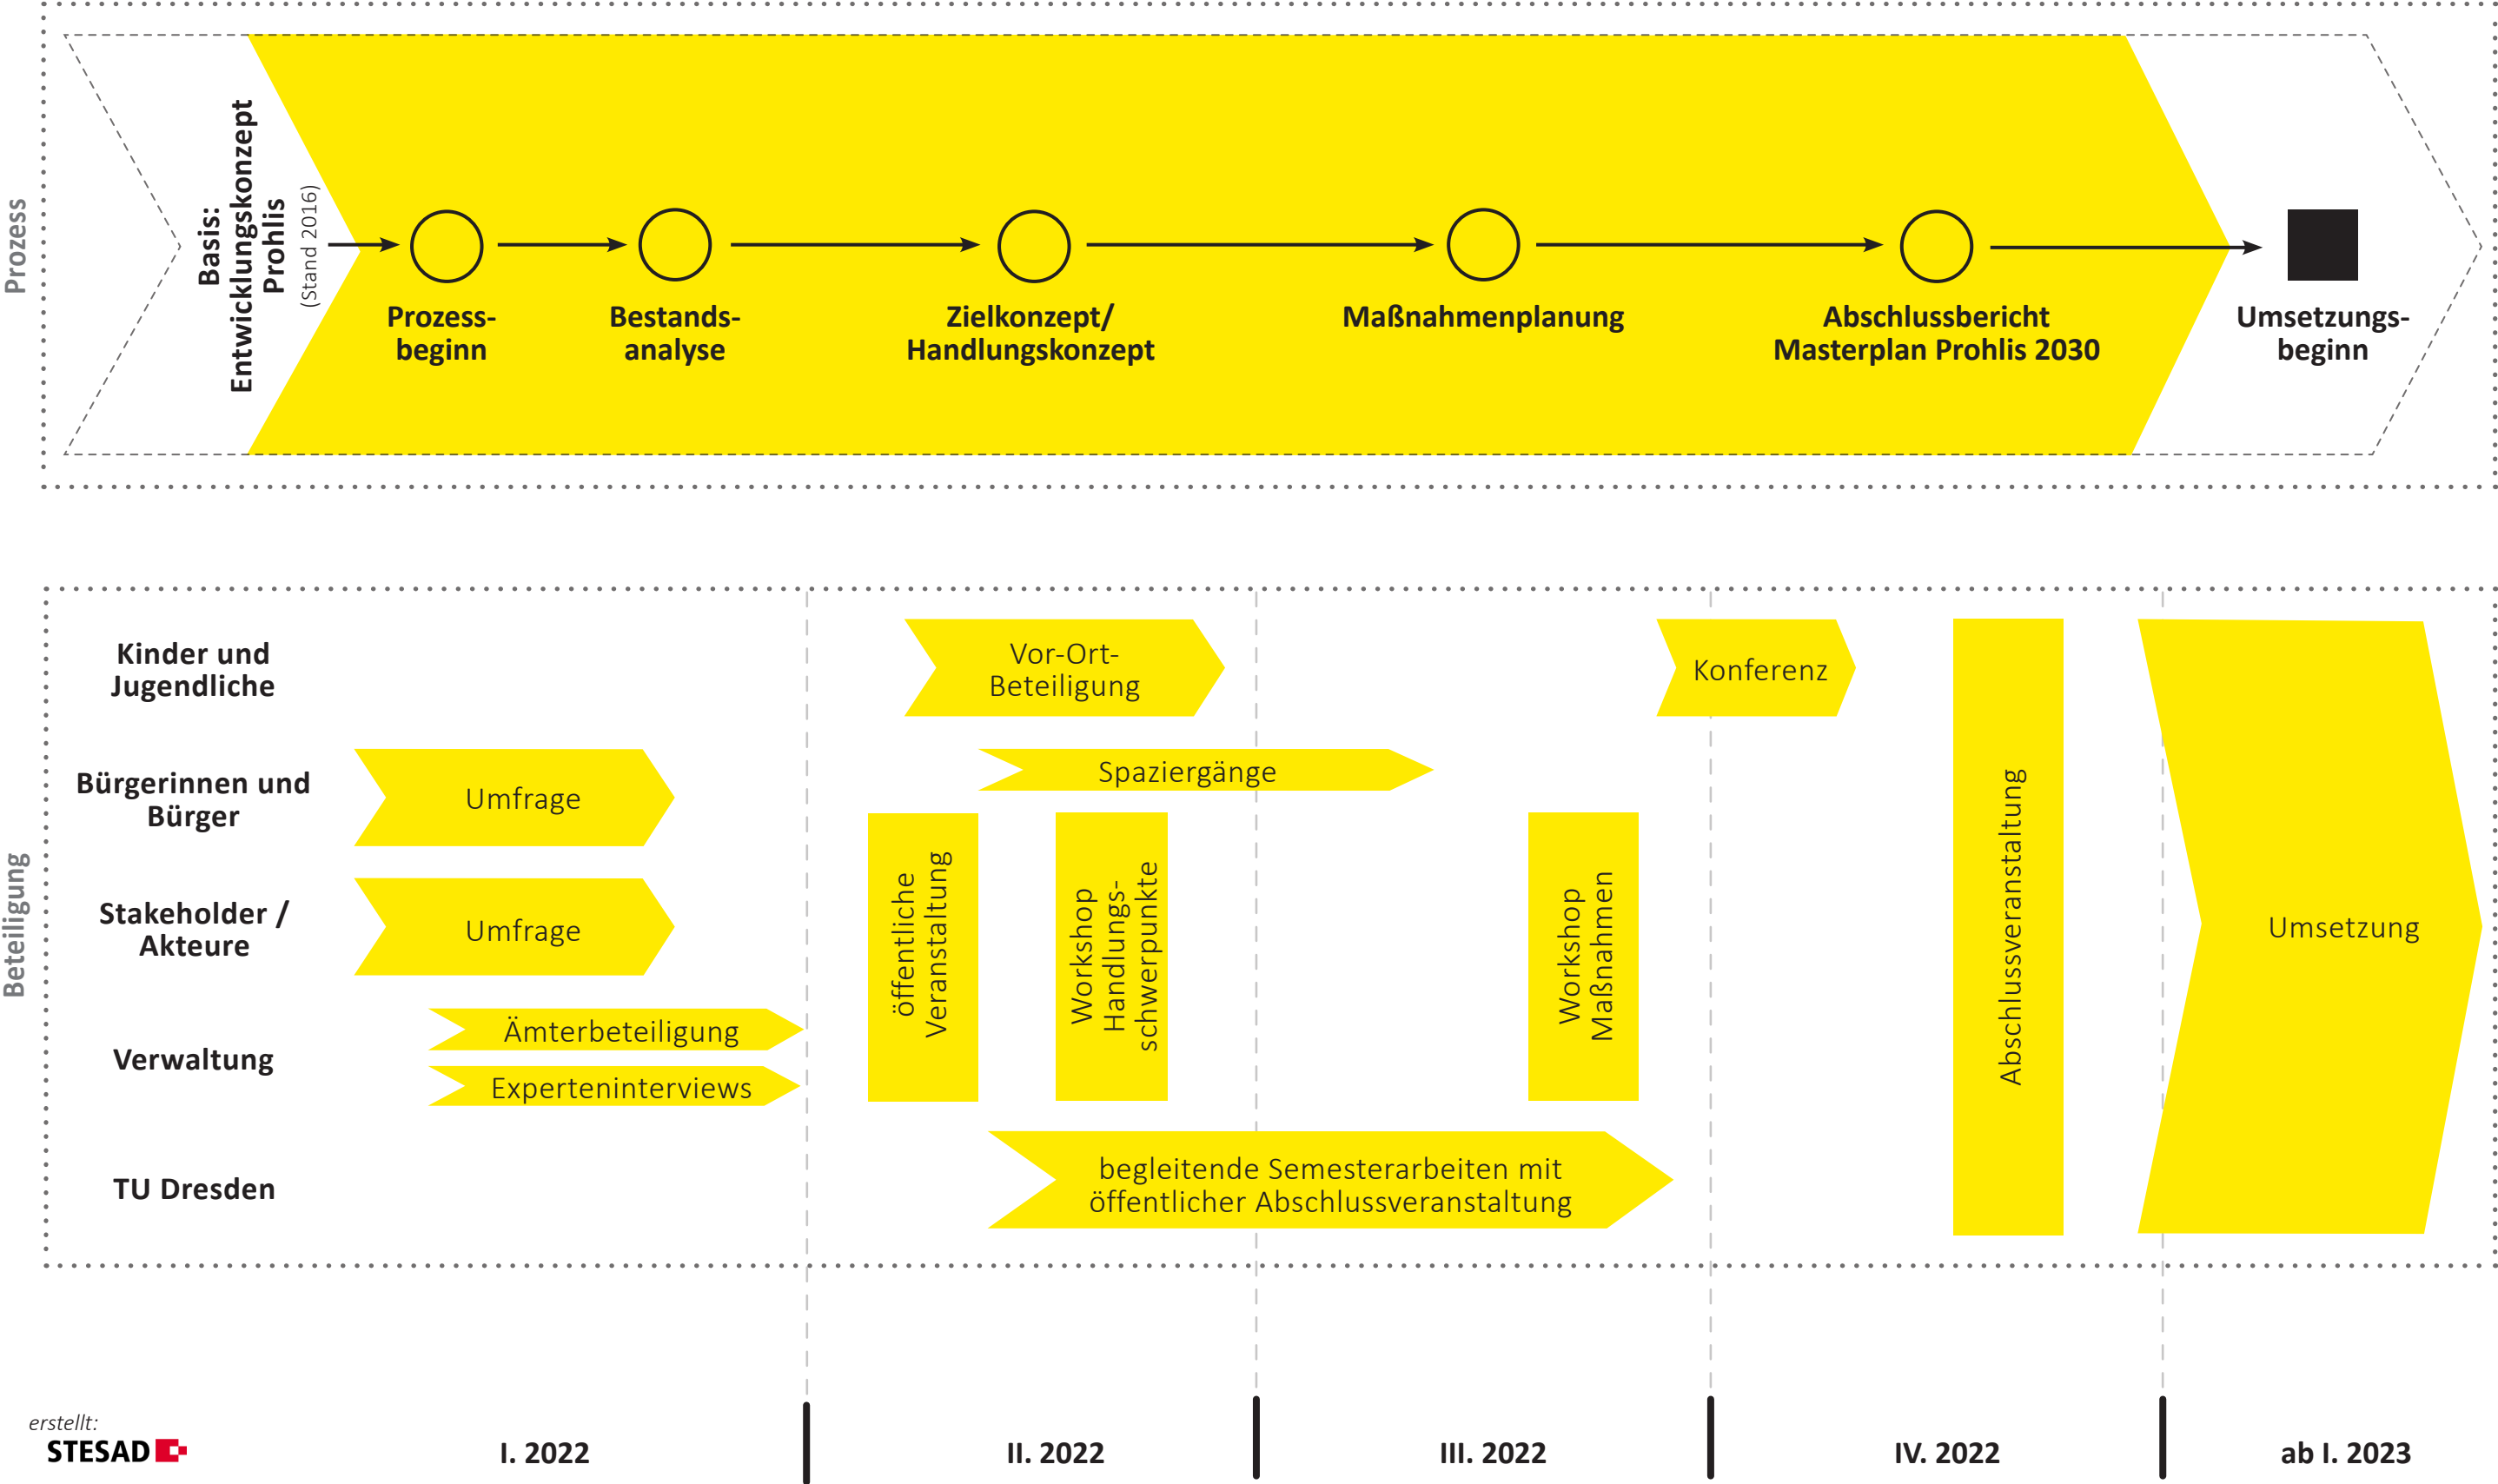 Prozess
Basis:
Entwicklungskonzept
Prohlis
(Stand 2016)
Prozess-
beginn
Bestands-
analyse
Zielkonzept/
Handlungskonzept
Maßnahmenplanung
Abschlussbericht
Masterplan Prohlis 2030
Umsetzungs-
beginn
Beteiligung
Kinder und
Jugendliche
Vor-Ort-
Beteiligung
Konferenz
Bürgerinnen und
Bürger
Umfrage
Spaziergänge
Stakeholder /
Akteure
Umfrage
öffentliche
Veranstaltung
Workshop
Handlungs-
schwerpunkte
Workshop
Maßnahmen
Abschlussveranstaltung
Umsetzung
Verwaltung
Ämterbeteiligung
Experteninterviews
TU Dresden
begleitende Semesterarbeiten mit
öffentlicher Abschlussveranstaltung
erstellt:
STESAD
I. 2022
II. 2022
III. 2022
IV. 2022
ab I. 2023